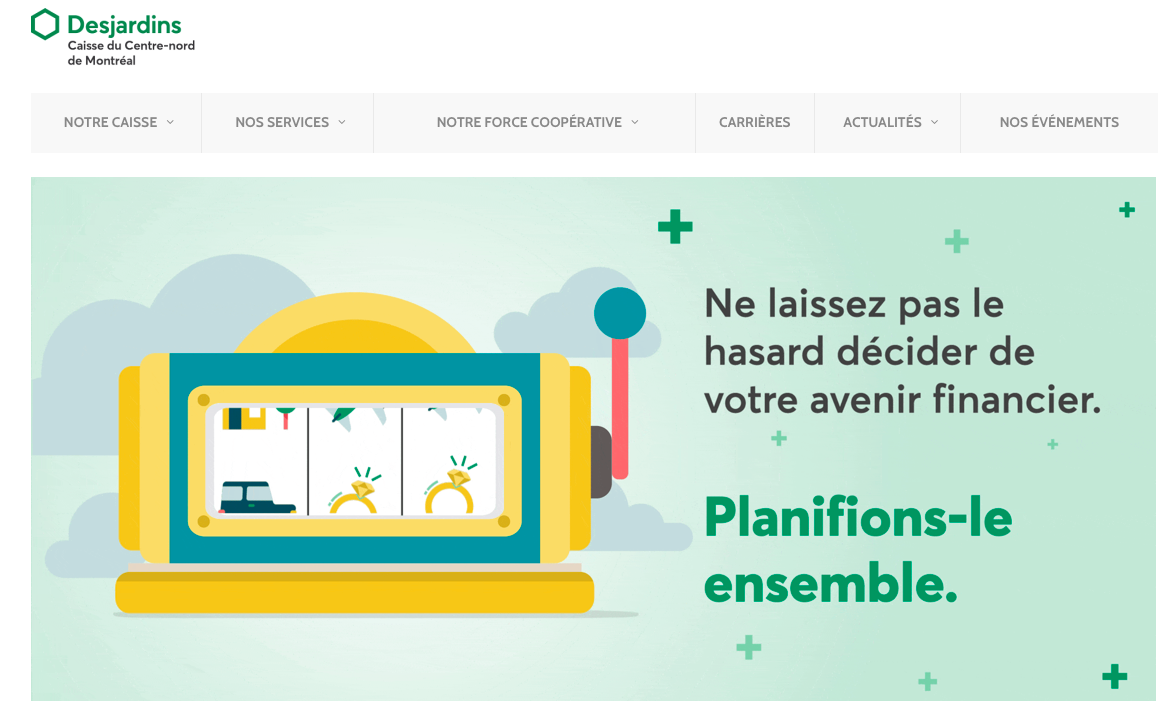 Desjardins
Caisse du Centre-nord
de Montréal
NOTRE CAISSE
NOS SERVICES
NOTRE FORCE COOPÉRATIVE
CARRIÈRES
ACTUALITÉS
NOS ÉVÉNEMENTS
Ne laissez pas le
hasard décider de
votre avenir financier.
Planifions-le
ensemble.